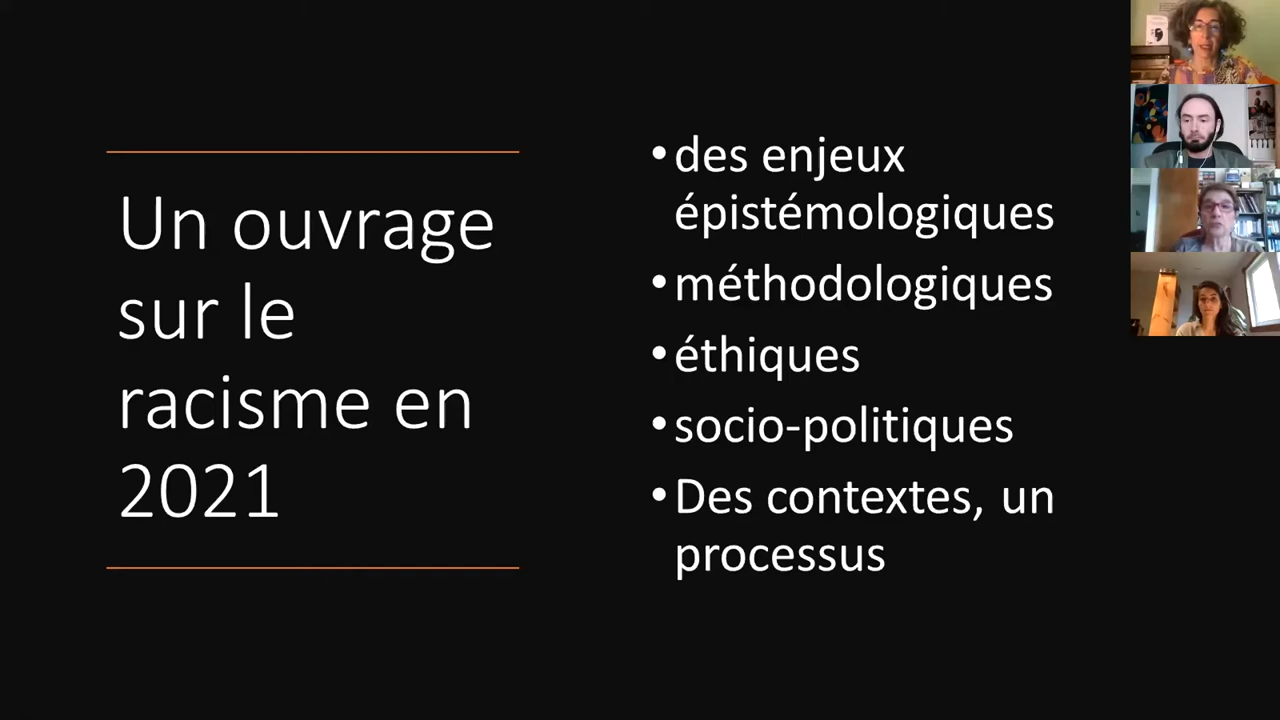 Un ouvrage
sur le
racisme en
2021
•des enjeux
épistémologiques
•méthodologiques
•éthiques
•socio-politiques
•Des contextes, un
processus